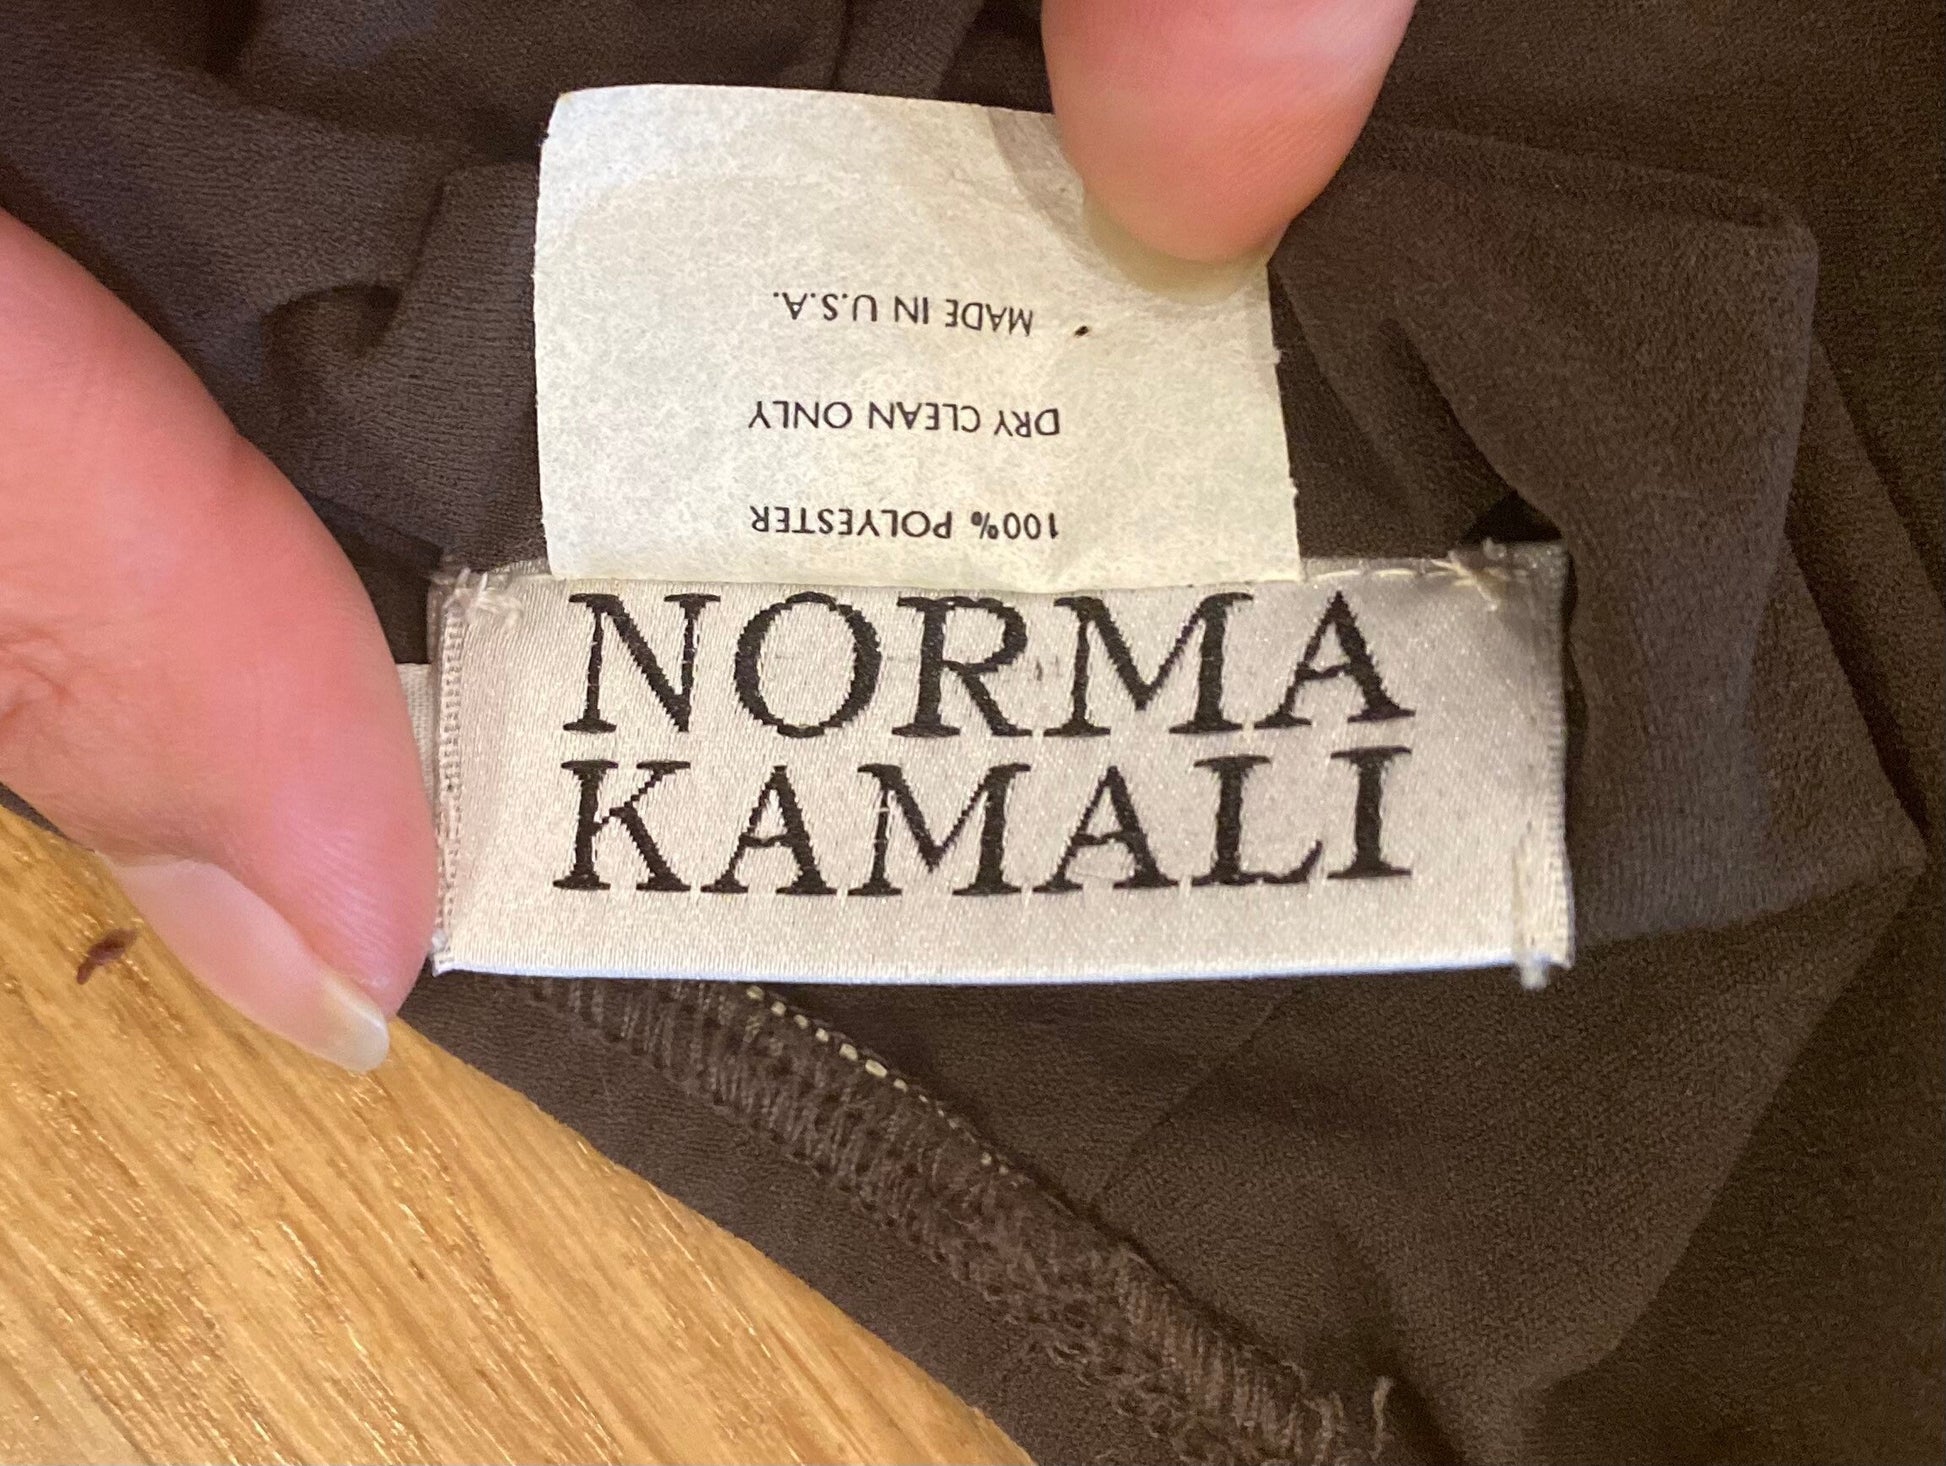 NORMA
KAMALI
100% POLYESTER
DRY CLEAN ONLY
MADE IN U.S.A.